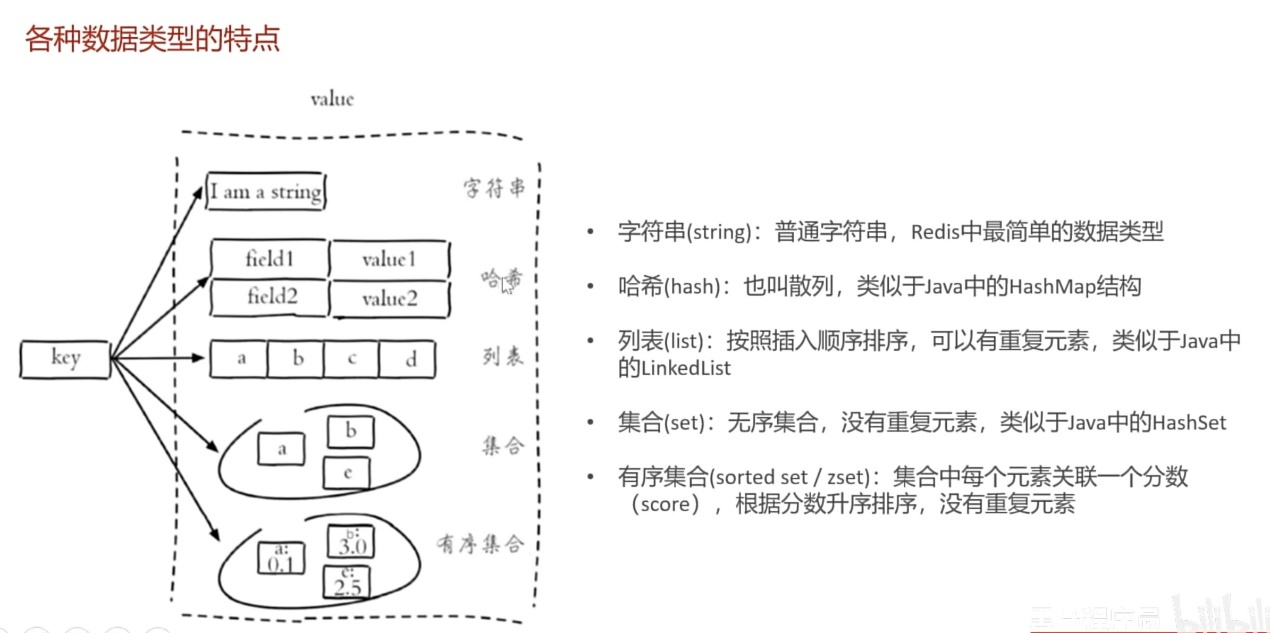 各种数据类型的特点
value
I am a string
字符串
field1
value1
field2
value2
哈希
key
a
b
c
d
列表
a
b
c
集合
a:
0.1
b:
3.0
c:
2.5
有序集合
• 字符串(string)：普通字符串，Redis中最简单的数据类型
• 哈希(hash)：也叫散列，类似于Java中的HashMap结构
• 列表(list)：按照插入顺序排序，可以有重复元素，类似于Java中
的LinkedList
• 集合(set)：无序集合，没有重复元素，类似于Java中的HashSet
• 有序集合(sorted set / zset)：集合中每个元素关联一个分数
（score），根据分数升序排序，没有重复元素
bilibili